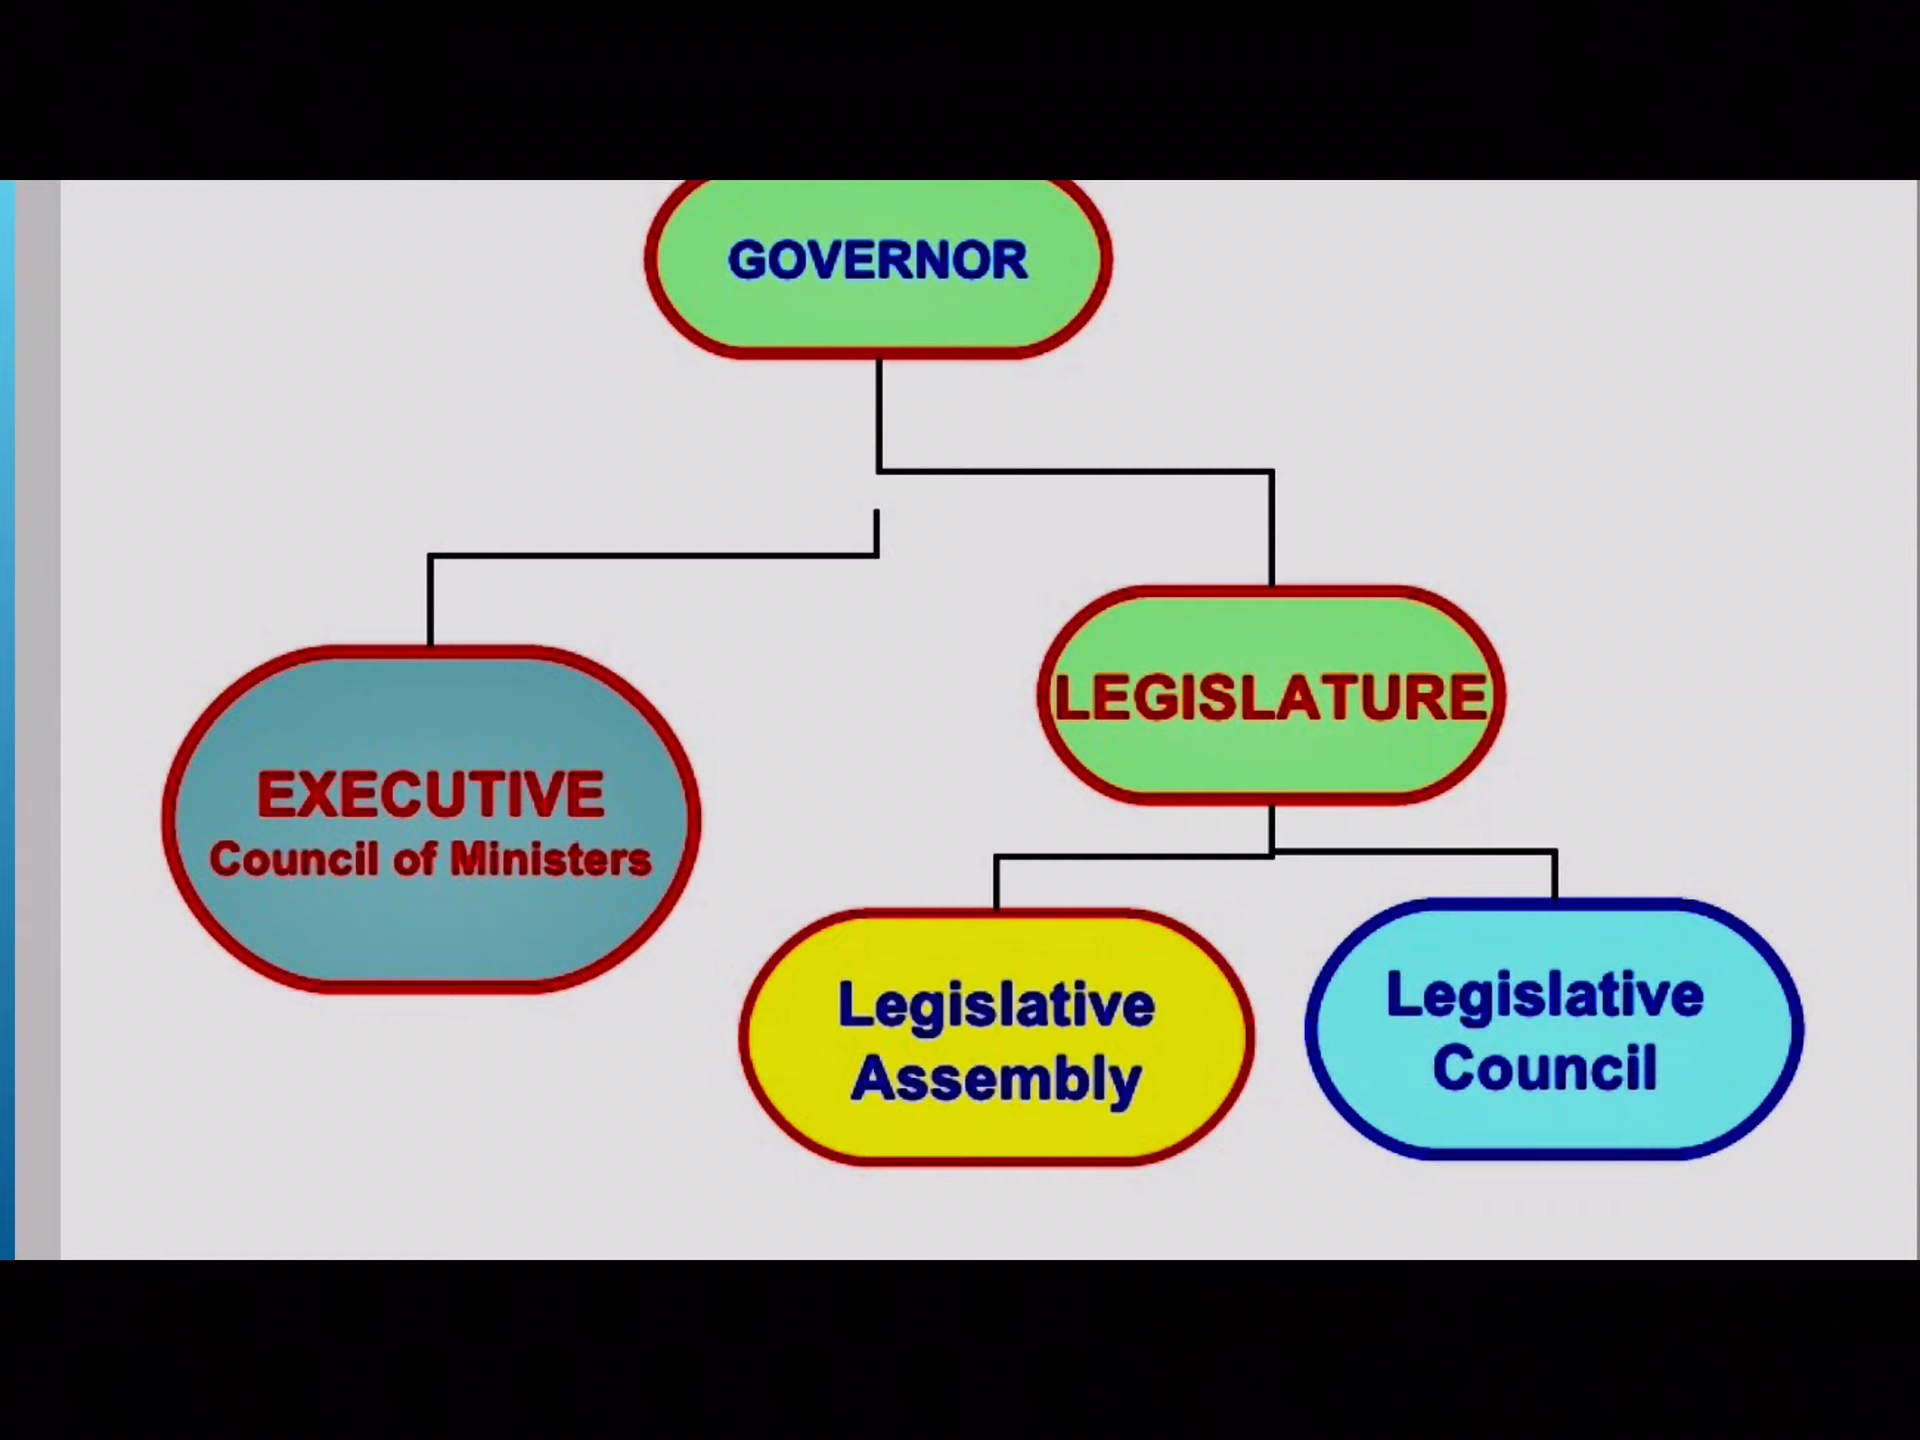 GOVERNOR
LEGISLATURE
EXECUTIVE
Council of Ministers
Legislative
Assembly
Legislative
Council